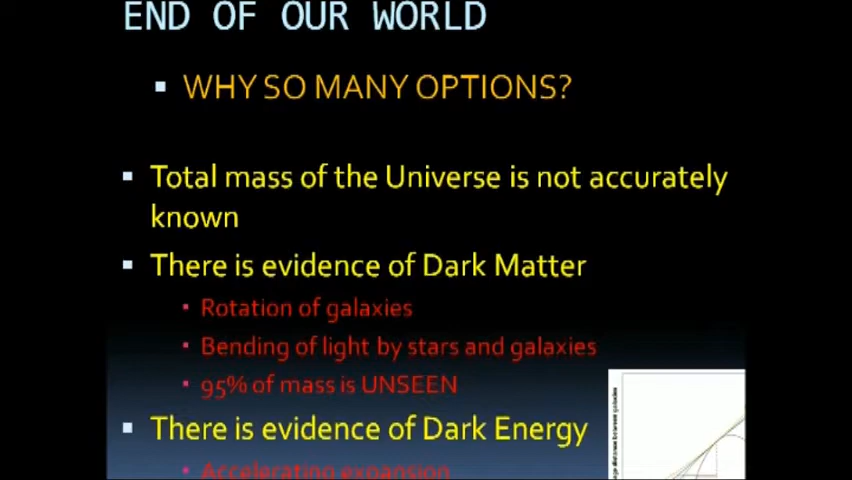 END OF OUR WORLD
WHY SO MANY OPTIONS?
Total mass of the Universe is not accurately
known
There is evidence of Dark Matter
Rotation of galaxies
Bending of light by stars and galaxies
95% of mass is UNSEEN
There is evidence of Dark Energy
Accelerating expansion
between galaxies